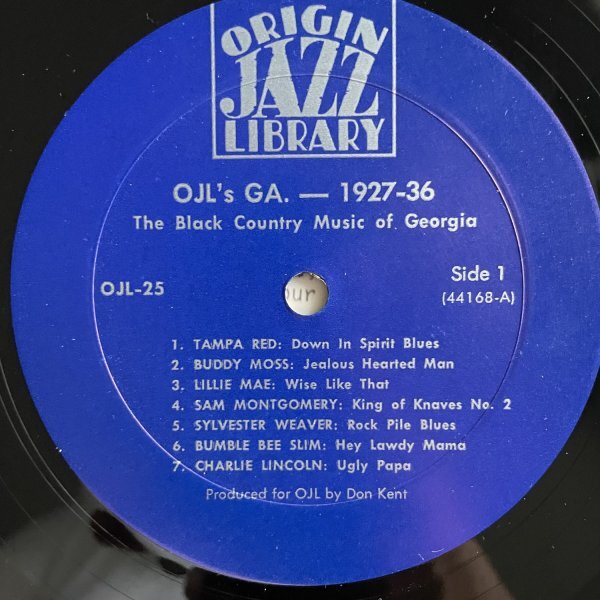 ORIGIN
JAZZ
LIBRARY
OJL's GA. — 1927-36
The Black Country Music of Georgia
OJL-25
Side 1
(44168-A)
our
1. TAMPA RED: Down In Spirit Blues
2. BUDDY MOSS: Jealous Hearted Man
3. LILLIE MAE: Wise Like That
4. SAM MONTGOMERY: King of Knaves No. 2
5. SYLVESTER WEAVER: Rock Pile Blues
6. BUMBLE BEE SLIM: Hey Lawdy Mama
7. CHARLIE LINCOLN: Ugly Papa
Produced for OJL by Don Kent